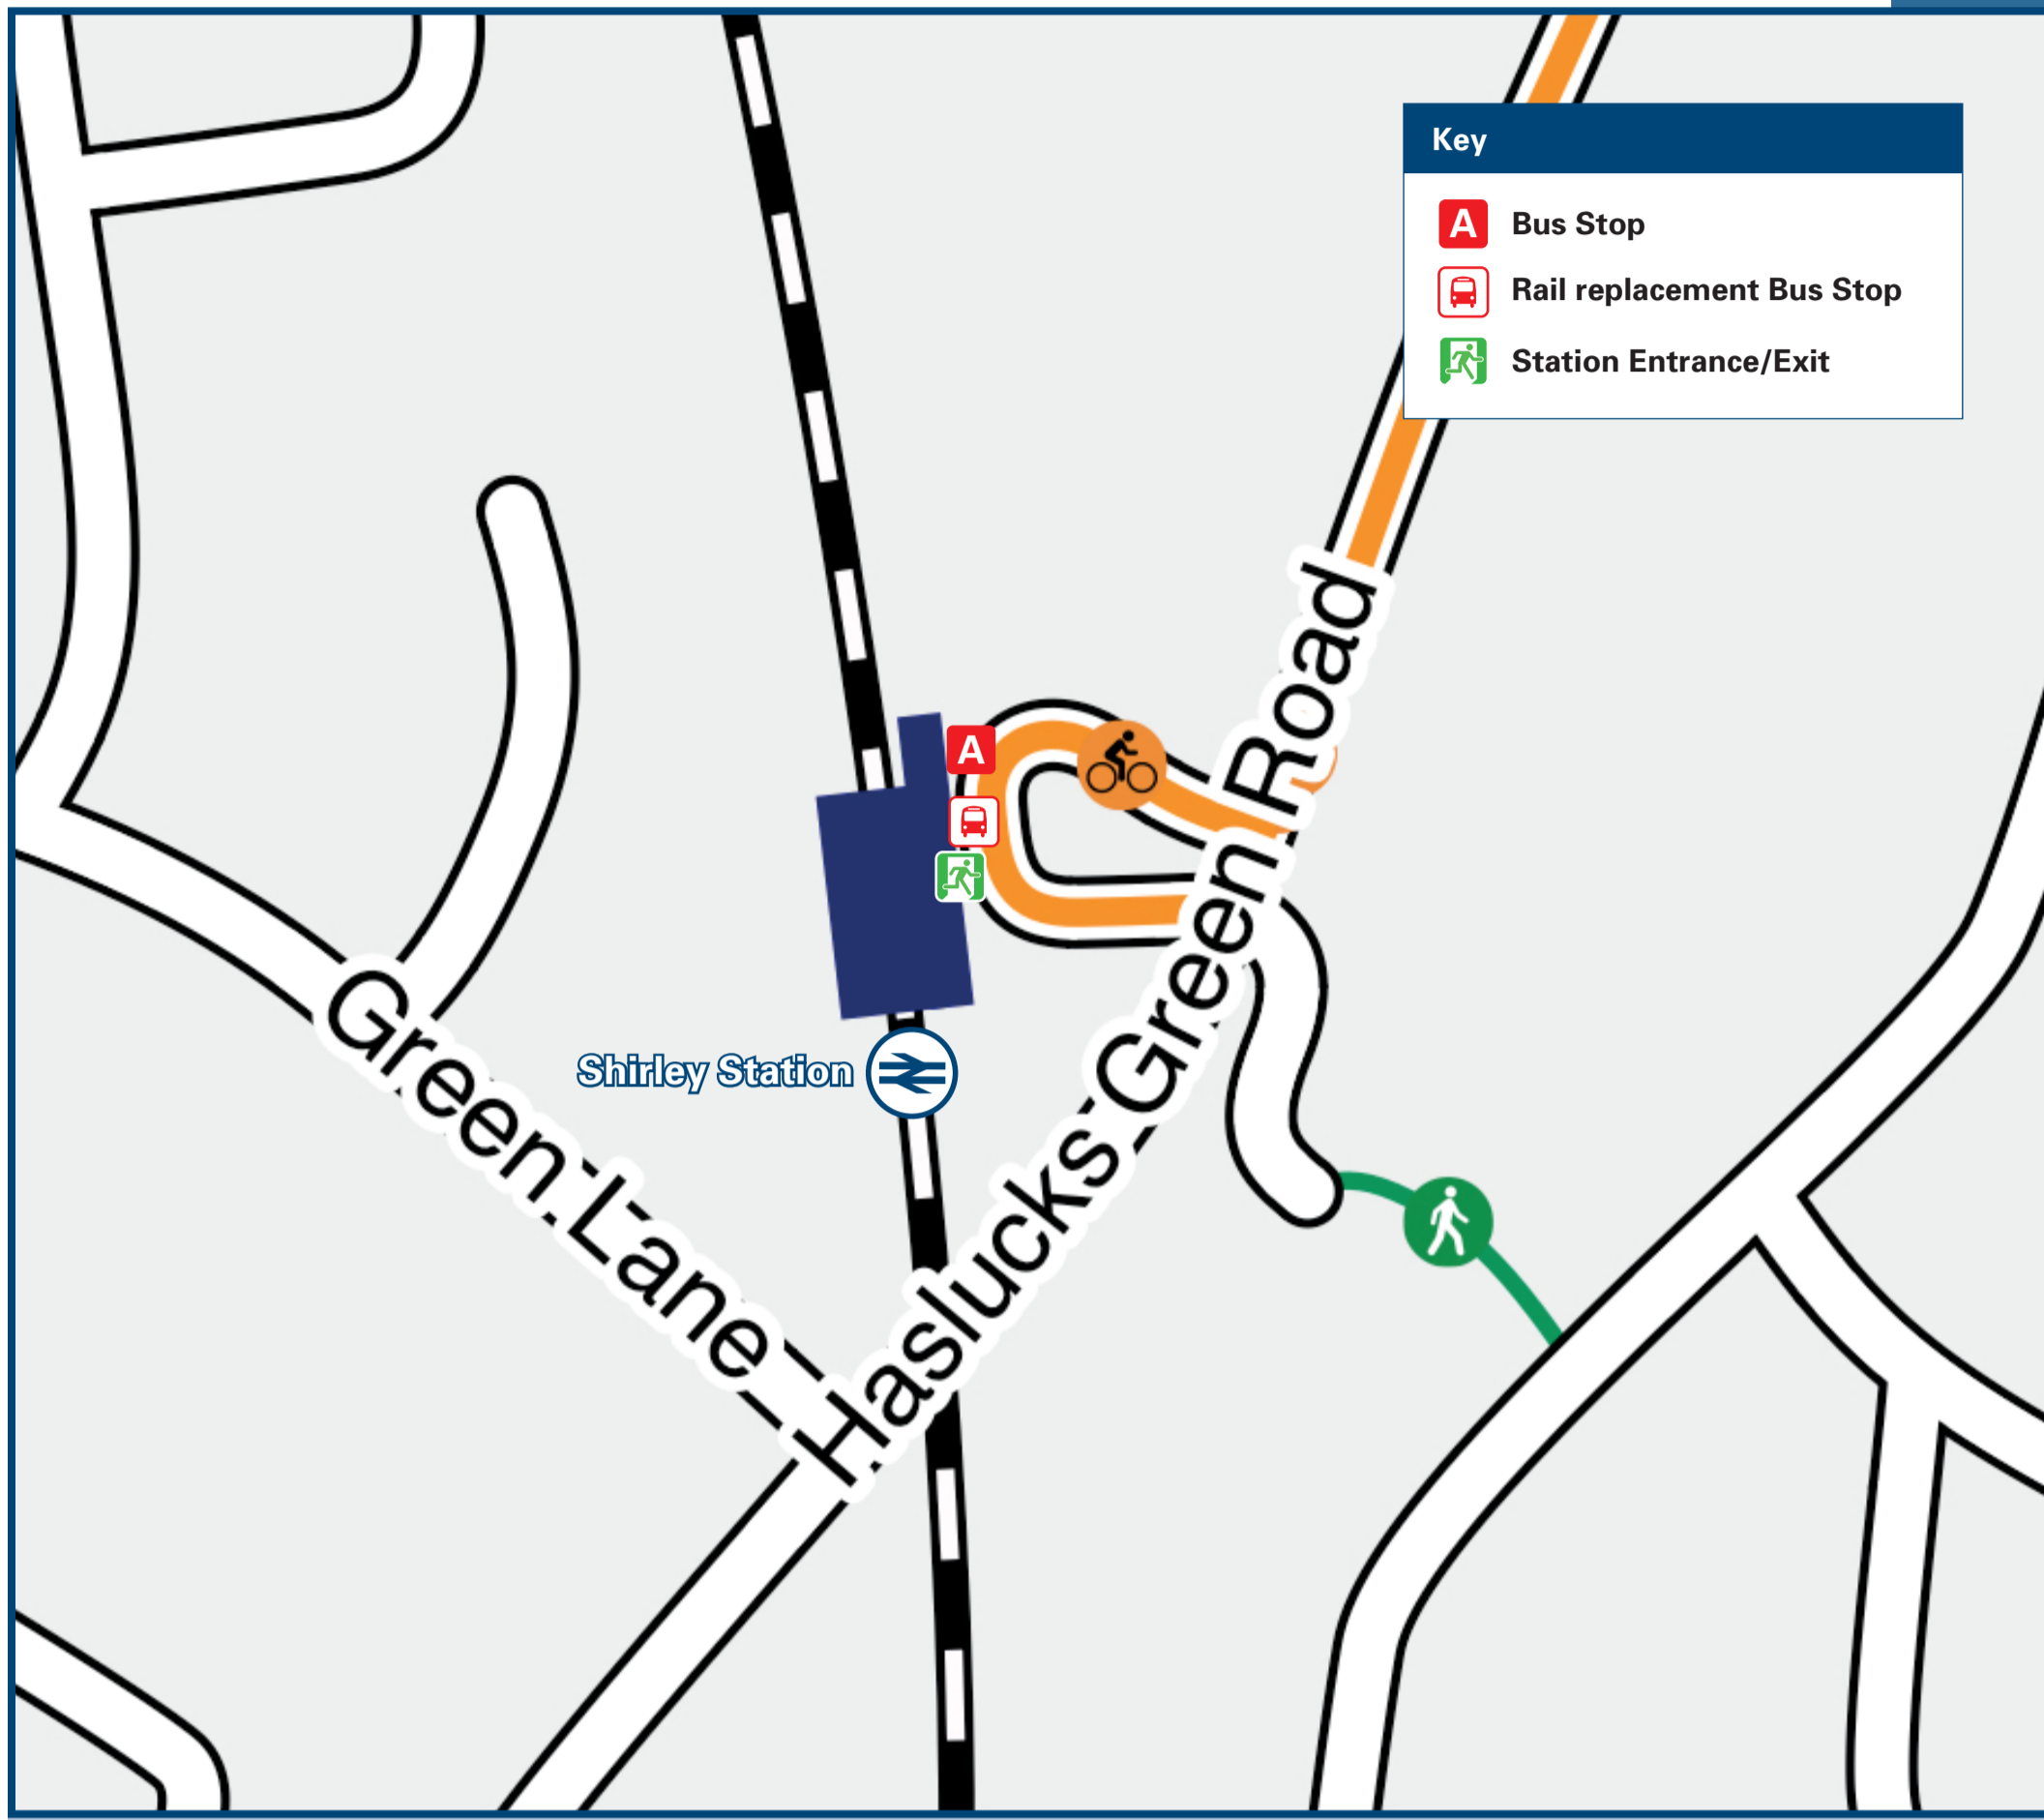 Key
A
Bus Stop
Rail replacement Bus Stop
Station Entrance/Exit
A
Shirley Station
Green Lane
Haslucks Green Road